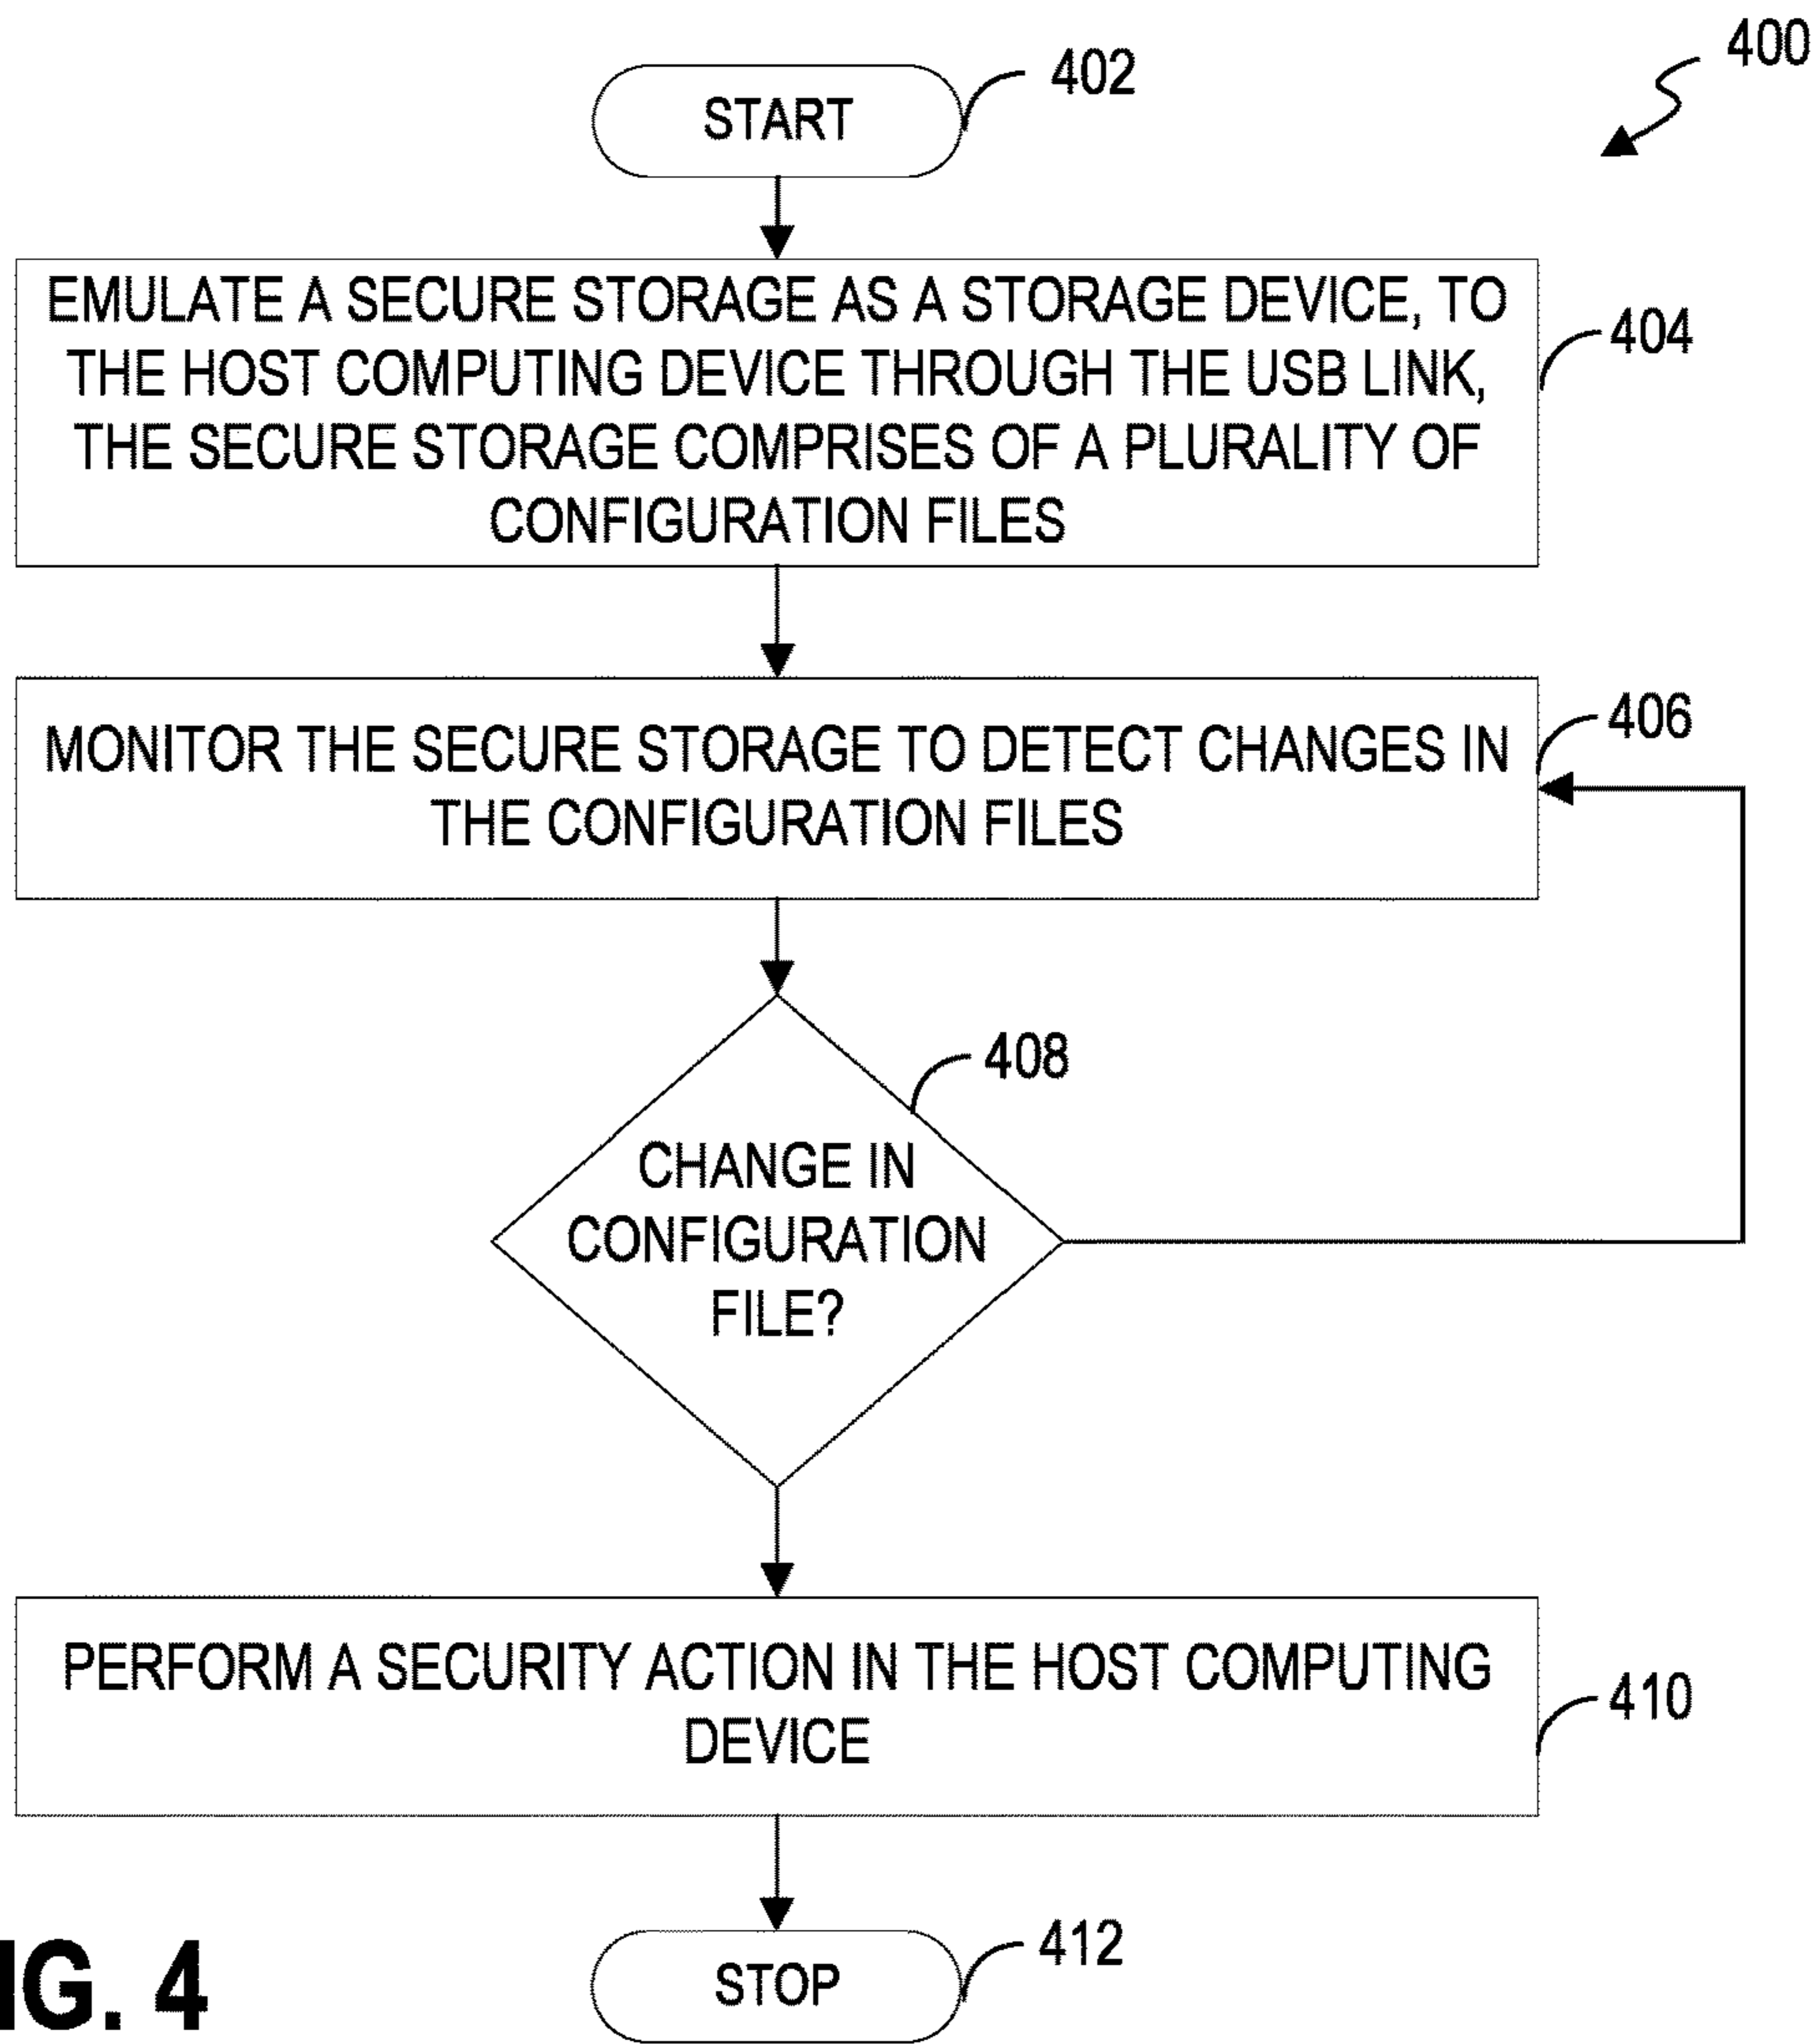 400
402
START
EMULATE A SECURE STORAGE AS A STORAGE DEVICE, TO
THE HOST COMPUTING DEVICE THROUGH THE USB LINK,
THE SECURE STORAGE COMPRISES OF A PLURALITY OF
CONFIGURATION FILES
404
MONITOR THE SECURE STORAGE TO DETECT CHANGES IN
THE CONFIGURATION FILES
406
408
CHANGE IN
CONFIGURATION
FILE?
PERFORM A SECURITY ACTION IN THE HOST COMPUTING
DEVICE
410
STOP
412
IG. 4